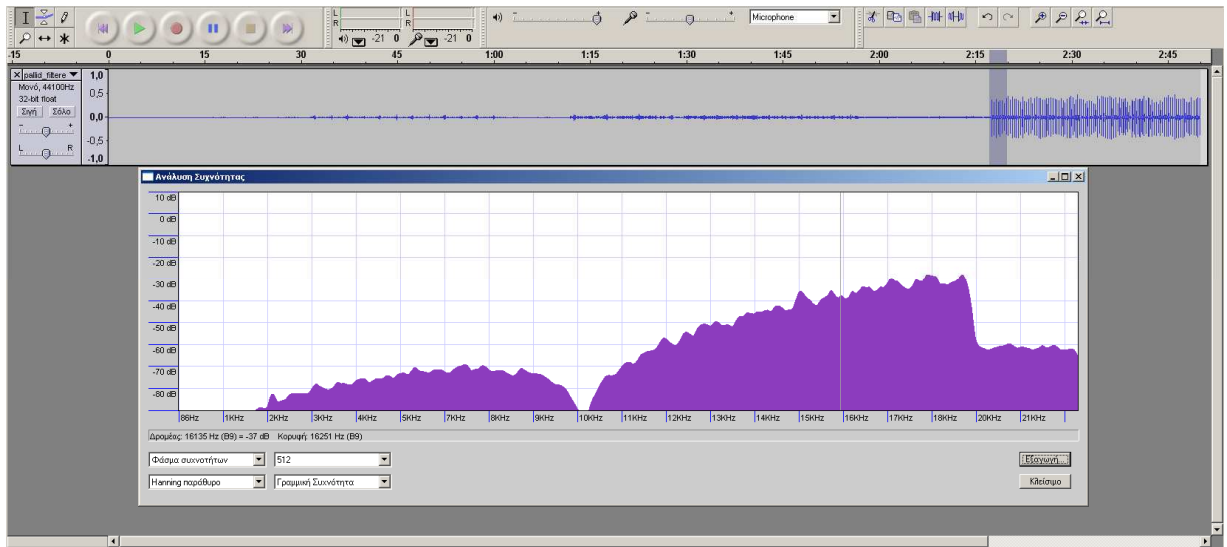 L
R
L
R
-21 0
-21 0
Microphone
-15 0 15 30 45 1:00 1:15 1:30 1:45 2:00 2:15 2:30 2:45
pallid_filtere
Μονό, 44100Hz
32-bit float
Σιγή Σόλο
- +
L R
1,0
0,5
0,0
-0,5
-1,0
Ανάλυση Συχνότητας
10 dB
0 dB
-10 dB
-20 dB
-30 dB
-40 dB
-50 dB
-60 dB
-70 dB
-80 dB
86Hz 1KHz 2KHz 3KHz 4KHz 5KHz 7KHz 8KHz 9KHz 10KHz 11KHz 12KHz 13KHz 14KHz 15KHz 16KHz 17KHz 18KHz 20KHz 21KHz
Δρομέας: 16135 Hz (B9) = -37 dB Κορυφή: 16251 Hz (B9)
Φάσμα συχνοτήτων 512
Εξαγωγή...
Hanning παράθυρο Γραμμική Συχνότητα
Κλείσιμο